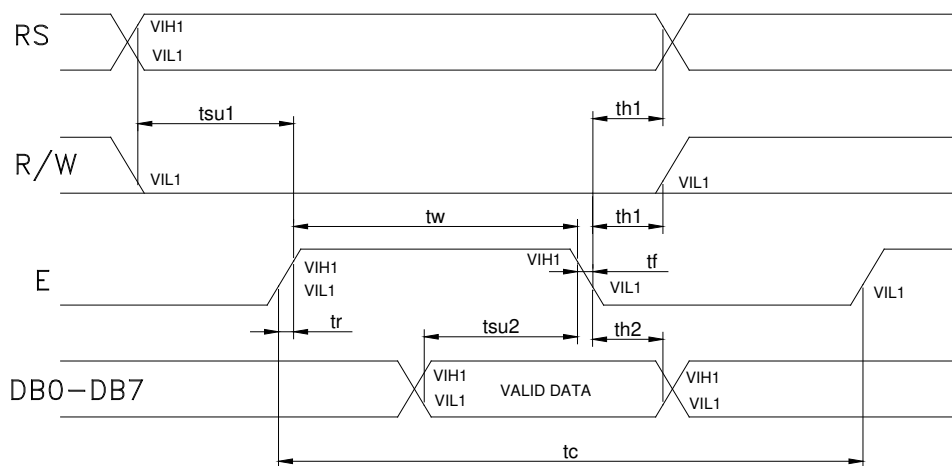 RS
VIH1
VIL1
tsu1
th1
R/W
VIL1
VIL1
tw
th1
E
VIH1
VIL1
VIH1
tf
VIL1
VIL1
tr
tsu2
th2
DB0-DB7
VIH1
VIL1
VALID DATA
VIH1
VIL1
tc